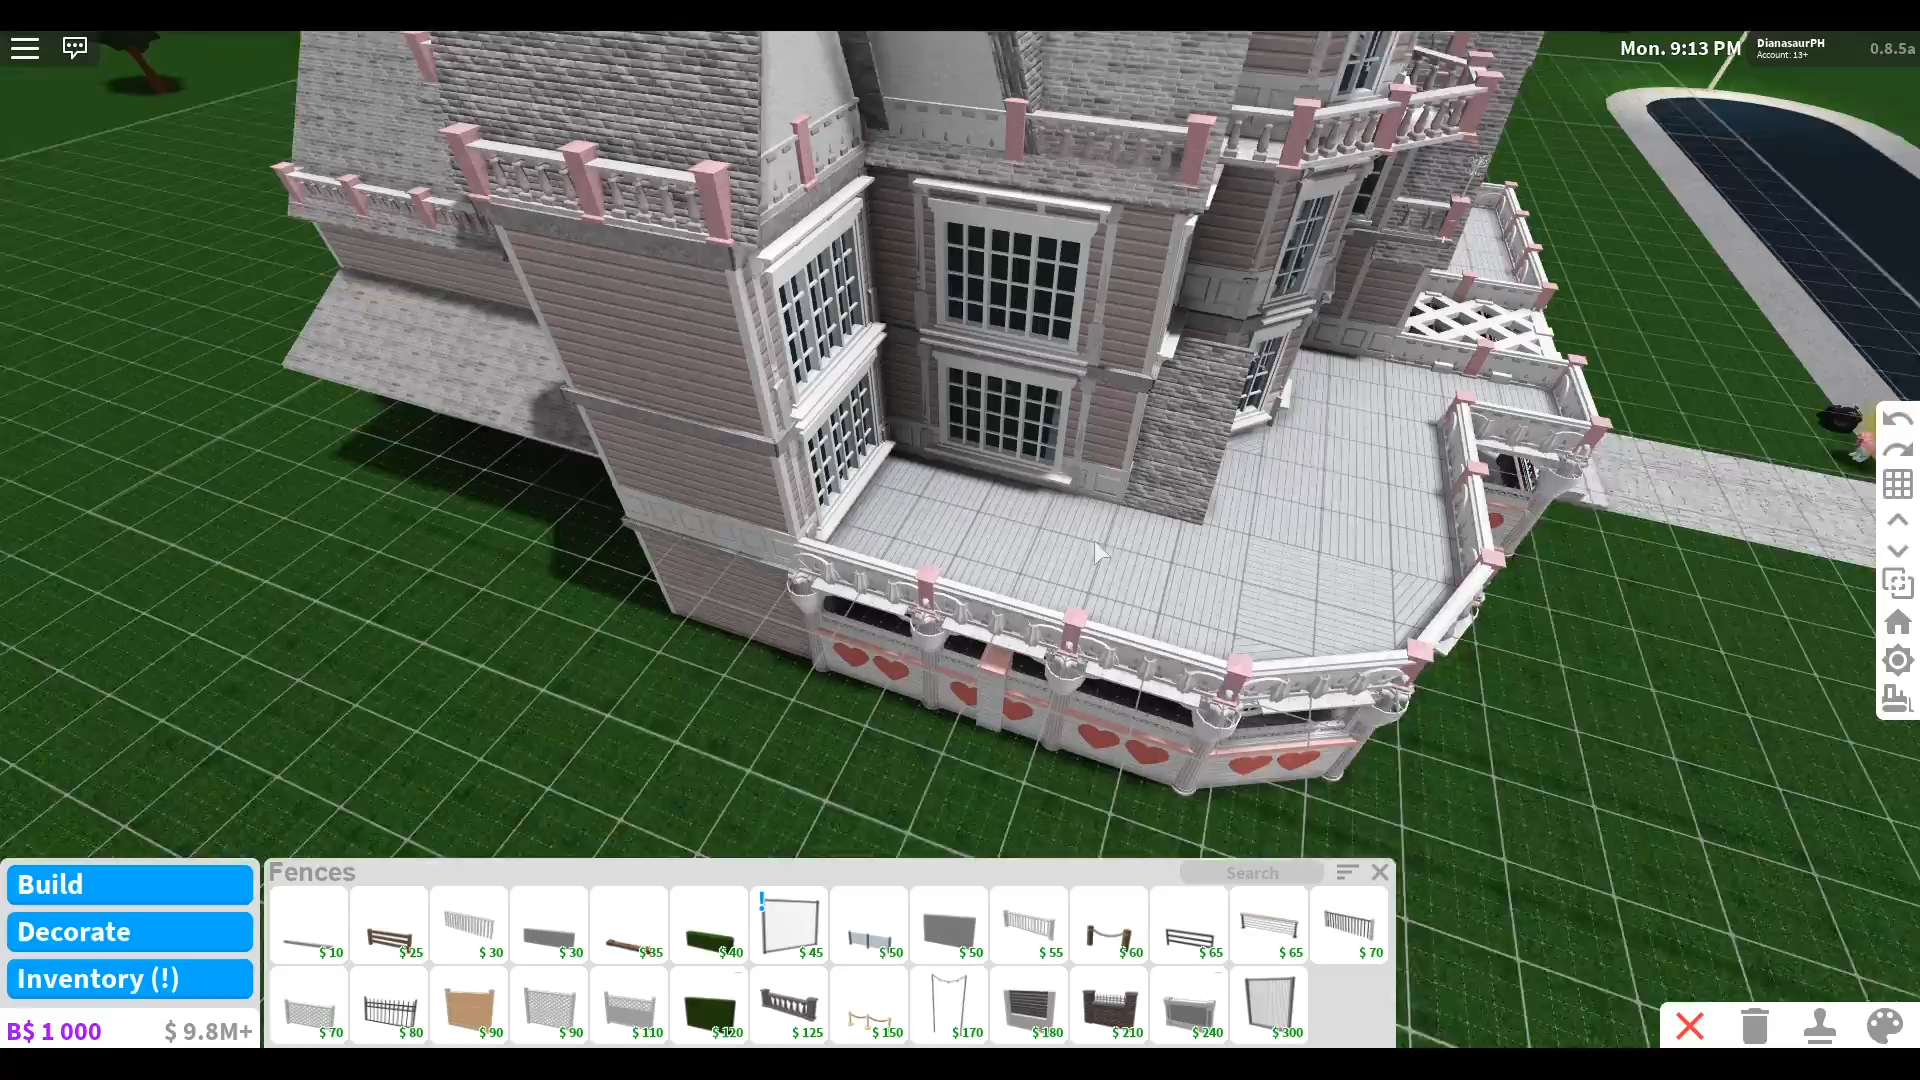 Mon. 9:13 PM
DianasaurPH
Account: 13+
0.8.5a
Build
Decorate
Inventory (!)
B$ 1 000
$ 9.8M+
Fences
Search
!
$ 10
$ 25
$ 30
$ 30
$ 35
$ 40
$ 45
$ 50
$ 50
$ 55
$ 60
$ 65
$ 65
$ 70
$ 70
$ 80
$ 90
$ 90
$ 110
$ 120
$ 125
$ 150
$ 170
$ 180
$ 210
$ 240
$ 300